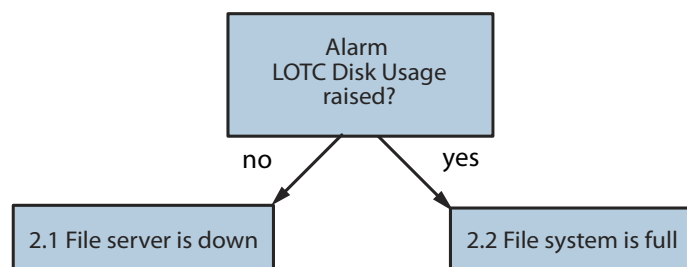 Alarm
LOTC Disk Usage
raised?
no
yes
2.1 File server is down
2.2 File system is full